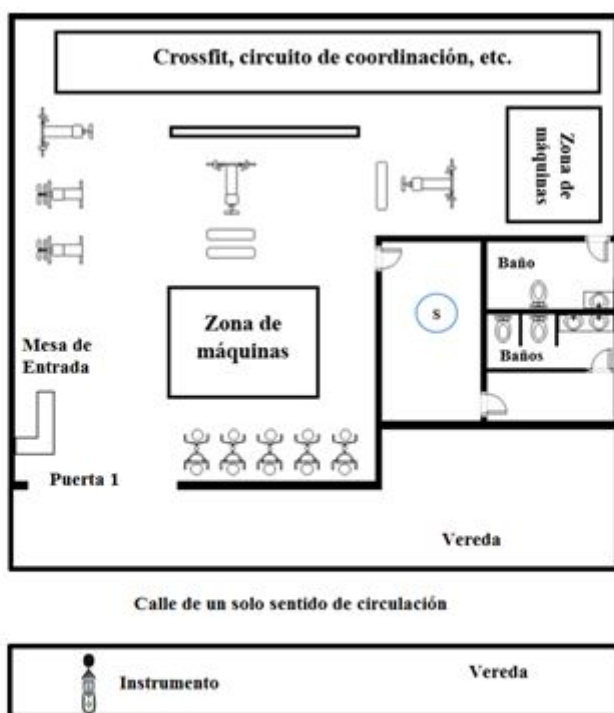 Crossfit, circuito de coordinación, etc.
Zona de
máquinas
Baño
S
Zona de
máquinas
Mesa de
Entrada
Baños
Puerta 1
Vereda
Calle de un solo sentido de circulación
Instrumento
Vereda